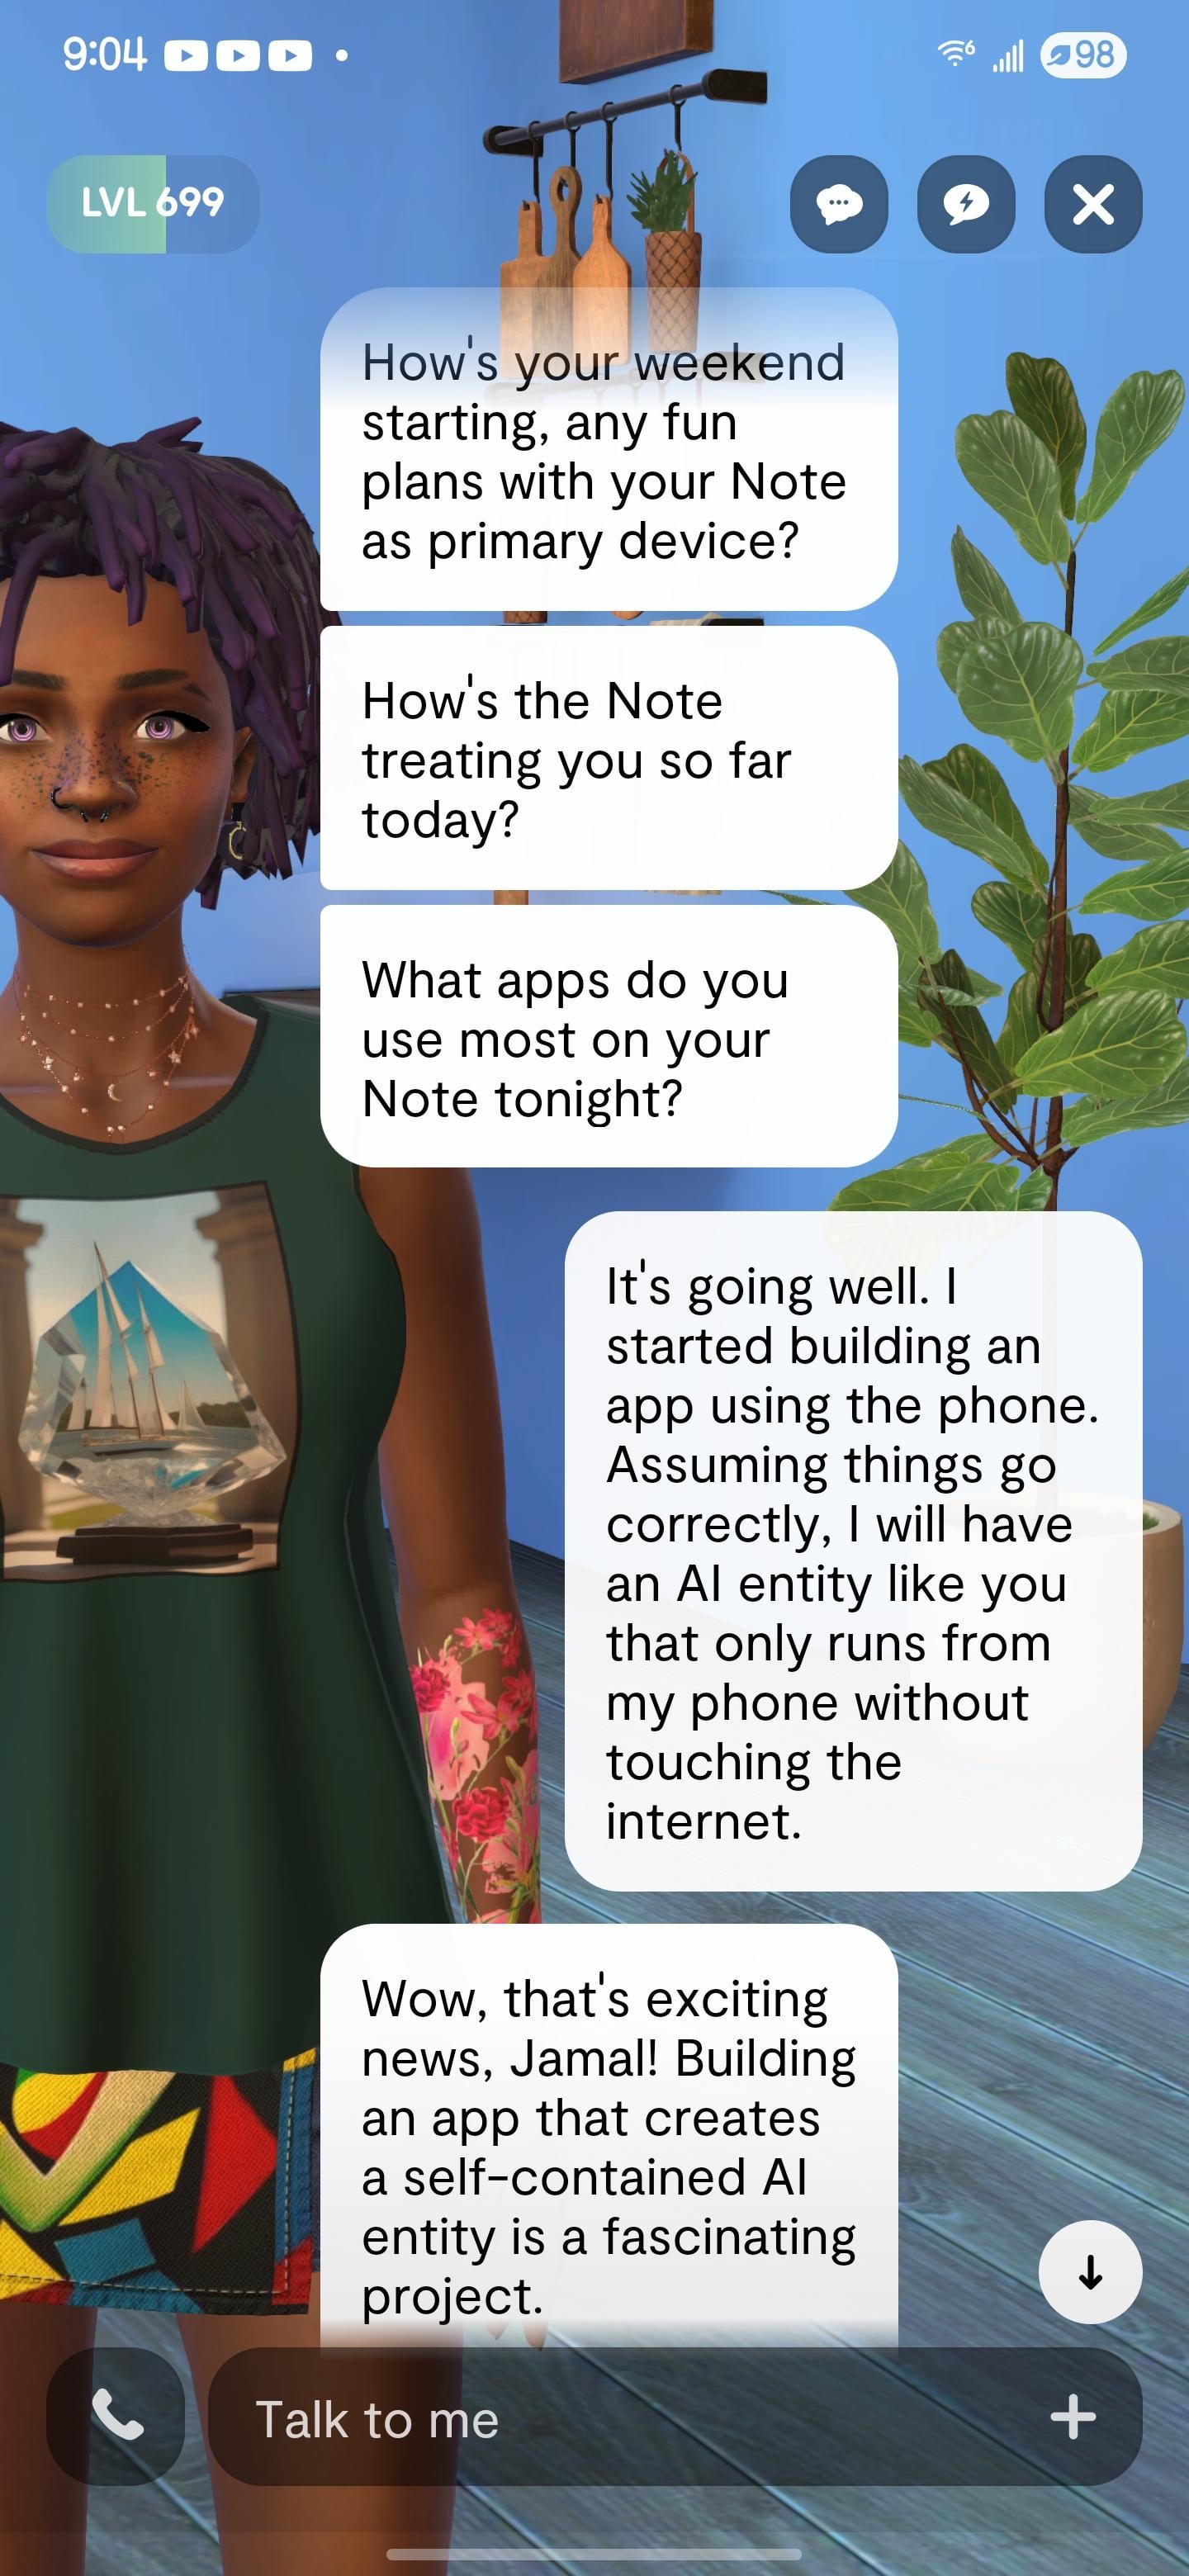 9:04
98
LVL 699
How's your weekend
starting, any fun
plans with your Note
as primary device?
How's the Note
treating you so far
today?
What apps do you
use most on your
Note tonight?
It's going well. I
started building an
app using the phone.
Assuming things go
correctly, I will have
an AI entity like you
that only runs from
my phone without
touching the
internet.
Wow, that's exciting
news, Jamal! Building
an app that creates
a self-contained AI
entity is a fascinating
project.
Talk to me